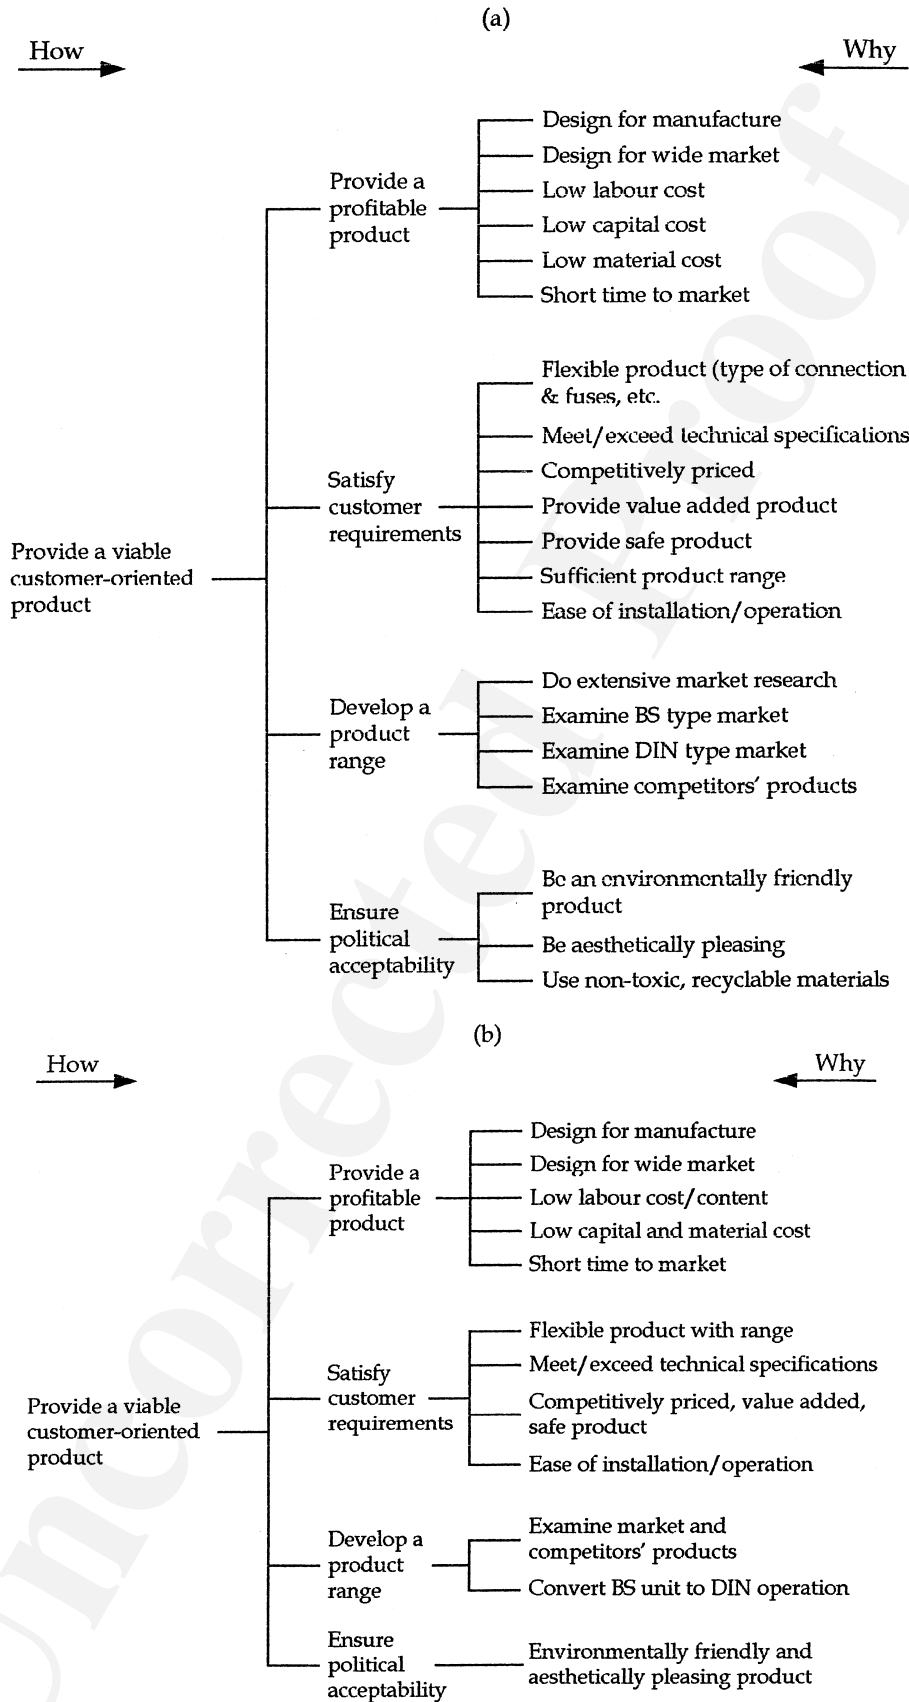 (a)
How
Why
Design for manufacture
Design for wide market
Provide a
profitable
product
Low labour cost
Low capital cost
Low material cost
Short time to market
Flexible product (type of connection
& fuses, etc.
Meet/exceed technical specifications
Satisfy
customer
requirements
Competitively priced
Provide value added product
Provide safe product
Sufficient product range
Ease of installation/operation
Provide a viable
customer-oriented
product
Do extensive market research
Develop a
product
range
Examine BS type market
Examine DIN type market
Examine competitors' products
Be an environmentally friendly
product
Ensure
political
acceptability
Be aesthetically pleasing
Use non-toxic, recyclable materials
(b)
How
Why
Design for manufacture
Provide a
profitable
product
Design for wide market
Low labour cost/content
Low capital and material cost
Short time to market
Flexible product with range
Meet/exceed technical specifications
Satisfy
customer
requirements
Competitively priced, value added,
safe product
Ease of installation/operation
Provide a viable
customer-oriented
product
Develop a
product
range
Examine market and
competitors' products
Convert BS unit to DIN operation
Ensure
political
acceptability
Environmentally friendly and
aesthetically pleasing product
Uncorrected Proof